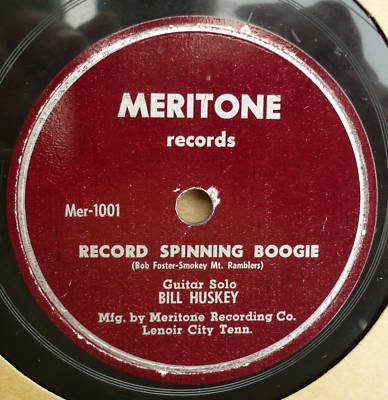 MERITONE
records
Mer-1001
RECORD SPINNING BOOGIE
(Bob Foster-Smokey Mt. Ramblers)
Guitar Solo
BILL HUSKEY
Mfg. by Meritone Recording Co.
Lenoir City Tenn.